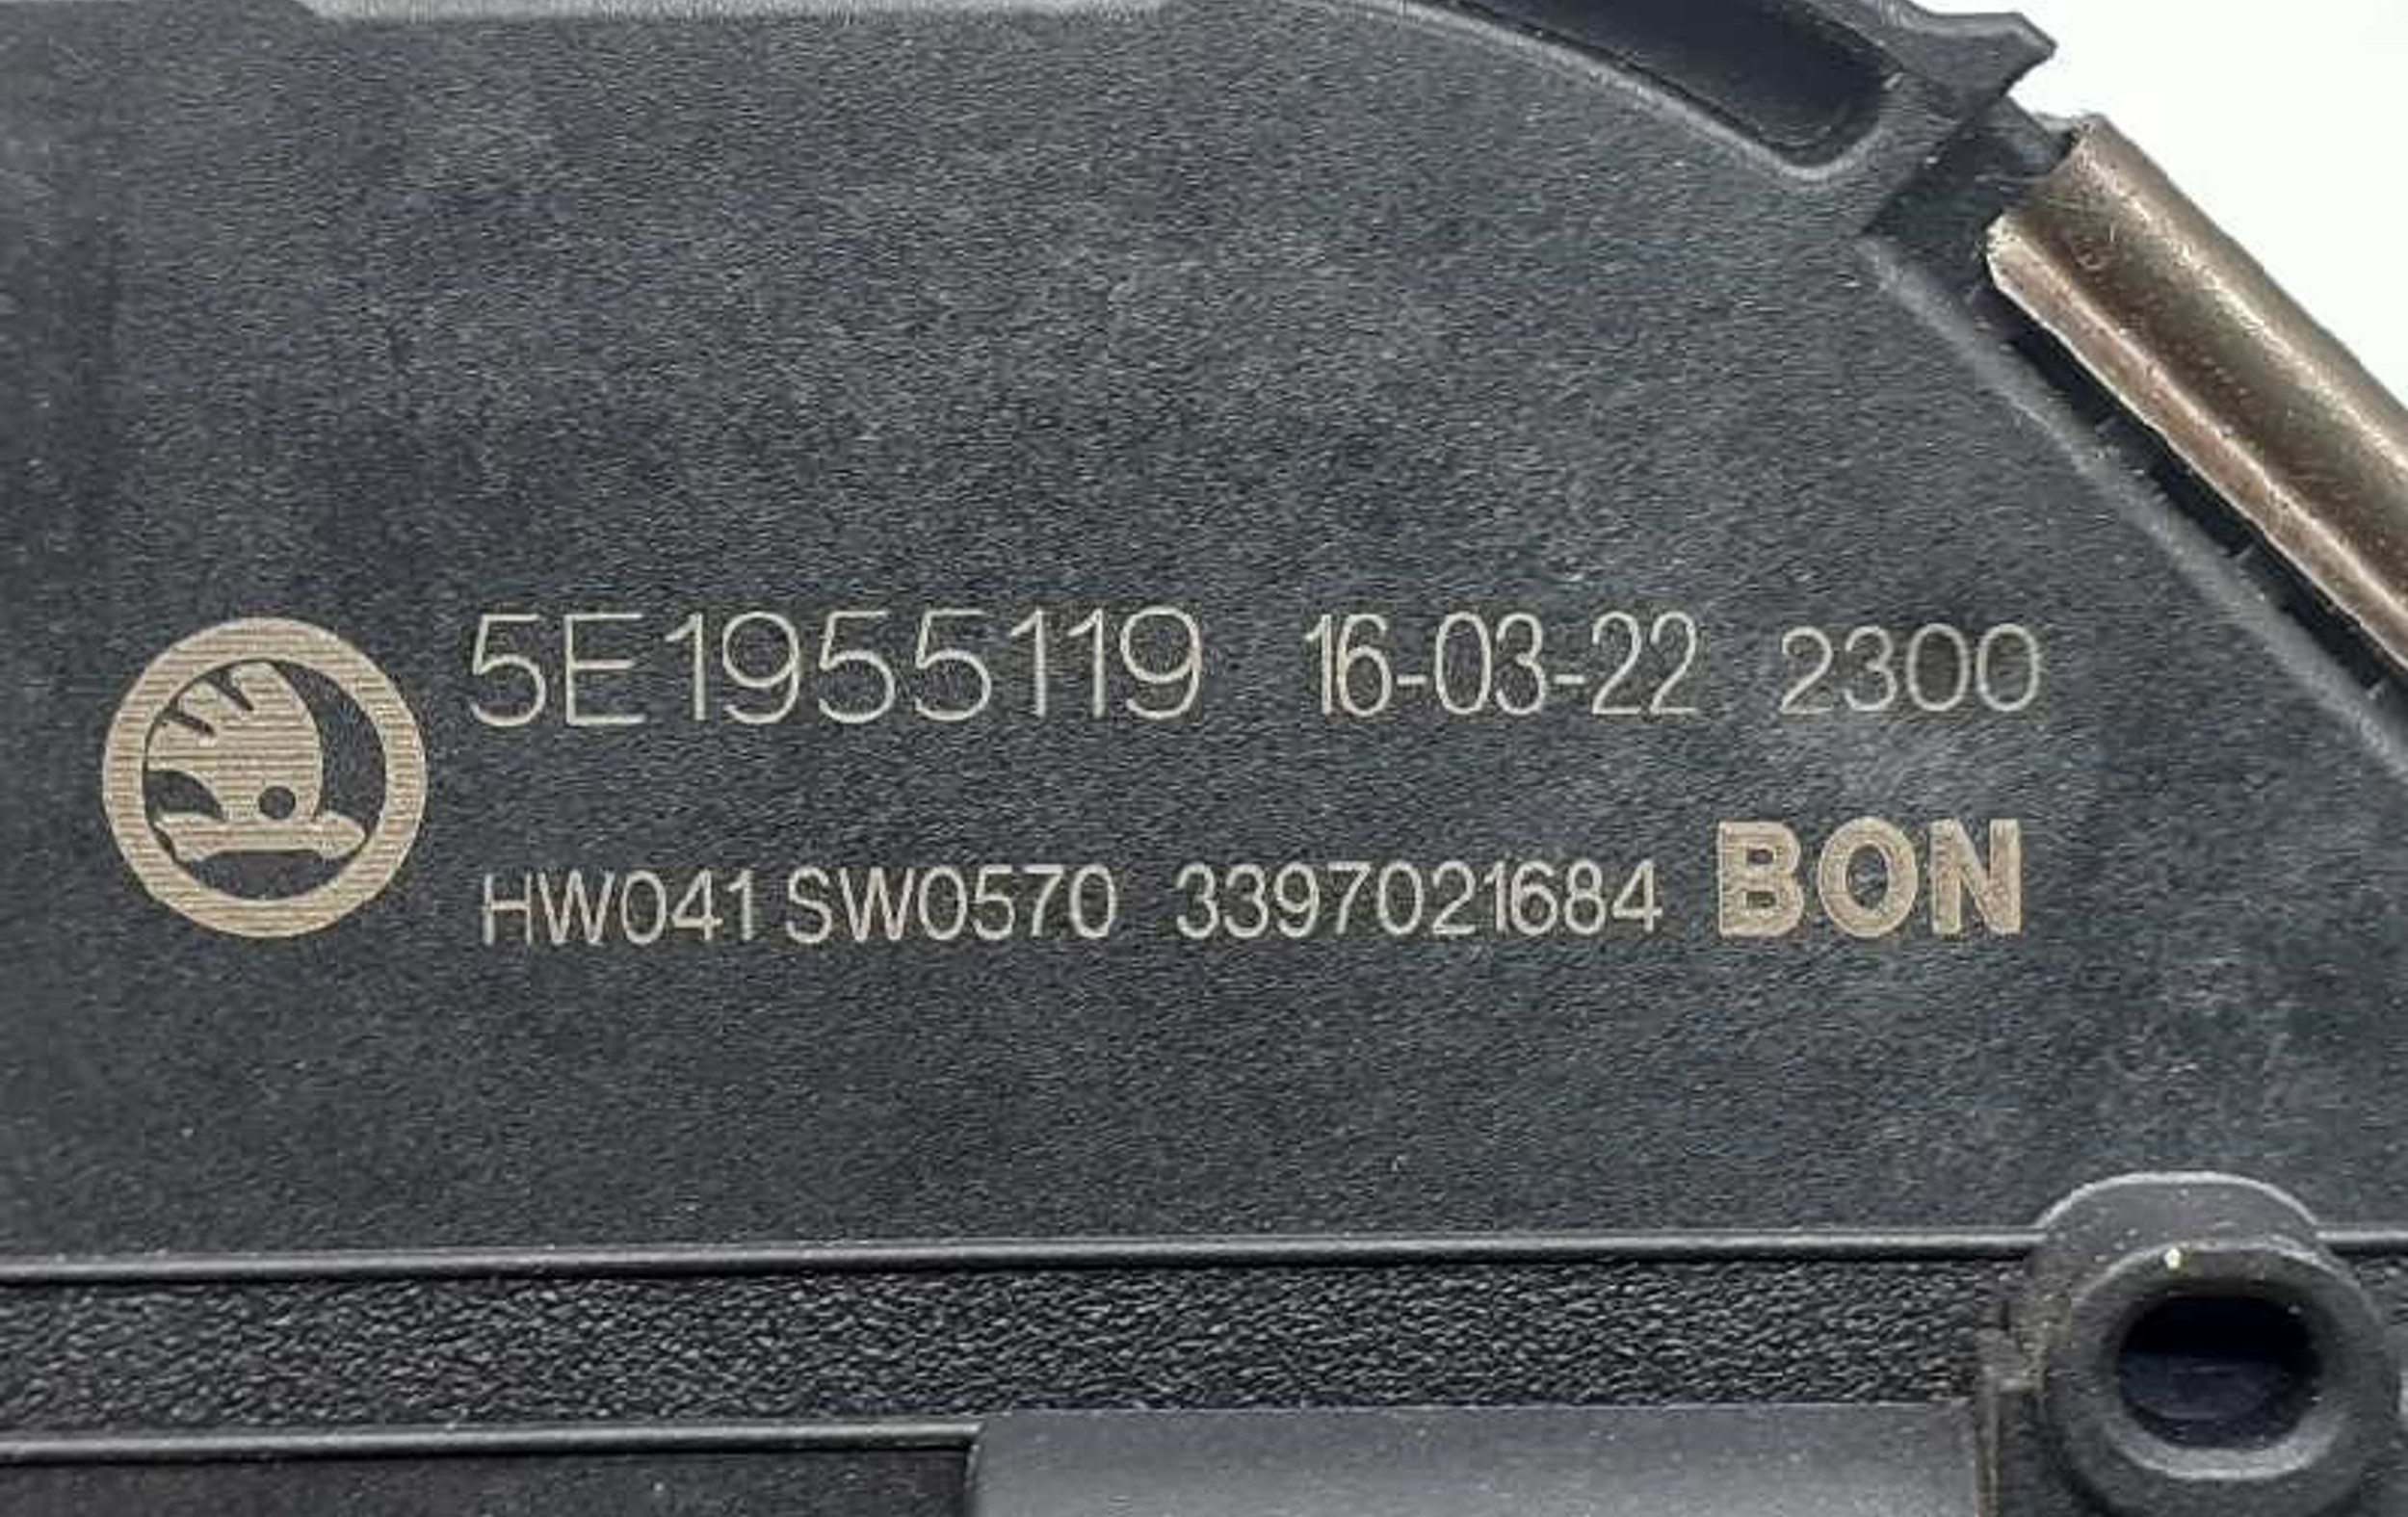 5E1955119 16-03-22 2300
HW041 SW0570 3397021684 BON